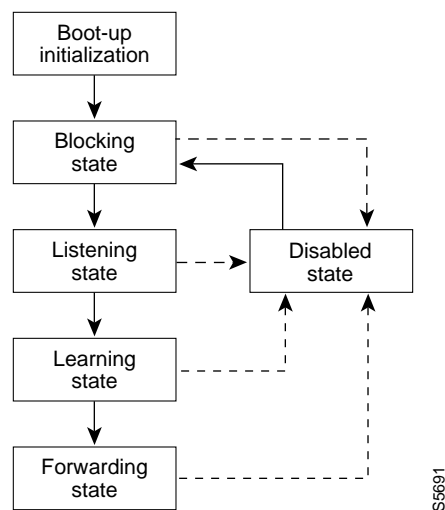 Boot-up
initialization
Blocking
state
Listening
state
Disabled
state
Learning
state
Forwarding
state
S5691